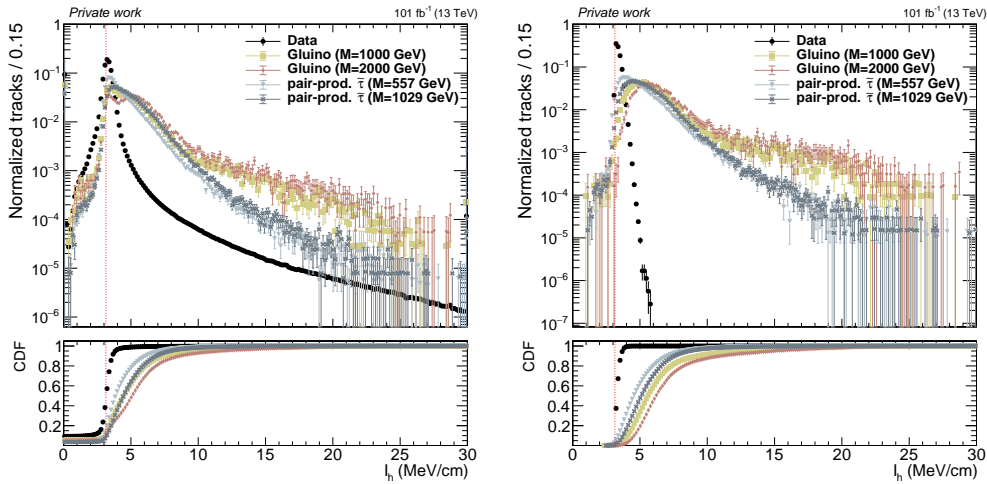 Private work
101 fb⁻¹ (13 TeV)
Normalized tracks / 0.15
1
10⁻¹
10⁻²
10⁻³
10⁻⁴
10⁻⁵
10⁻⁶
Data
Gluino (M=1000 GeV)
Gluino (M=2000 GeV)
pair-prod. τ̃ (M=557 GeV)
pair-prod. τ̃ (M=1029 GeV)
CDF
1
0.8
0.6
0.4
0.2
0 5 10 15 20 25 30
I_h (MeV/cm)
Private work
101 fb⁻¹ (13 TeV)
Normalized tracks / 0.15
1
10⁻¹
10⁻²
10⁻³
10⁻⁴
10⁻⁵
10⁻⁶
10⁻⁷
Data
Gluino (M=1000 GeV)
Gluino (M=2000 GeV)
pair-prod. τ̃ (M=557 GeV)
pair-prod. τ̃ (M=1029 GeV)
CDF
1
0.8
0.6
0.4
0.2
0 5 10 15 20 25 30
I_h (MeV/cm)